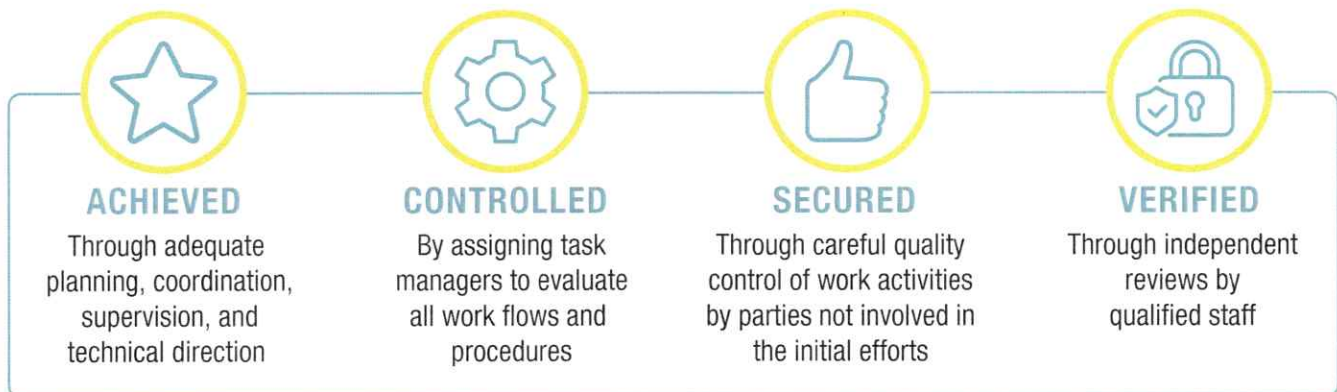 ACHIEVED
Through adequate
planning, coordination,
supervision, and
technical direction
CONTROLLED
By assigning task
managers to evaluate
all work flows and
procedures
SECURED
Through careful quality
control of work activities
by parties not involved in
the initial efforts
VERIFIED
Through independent
reviews by
qualified staff